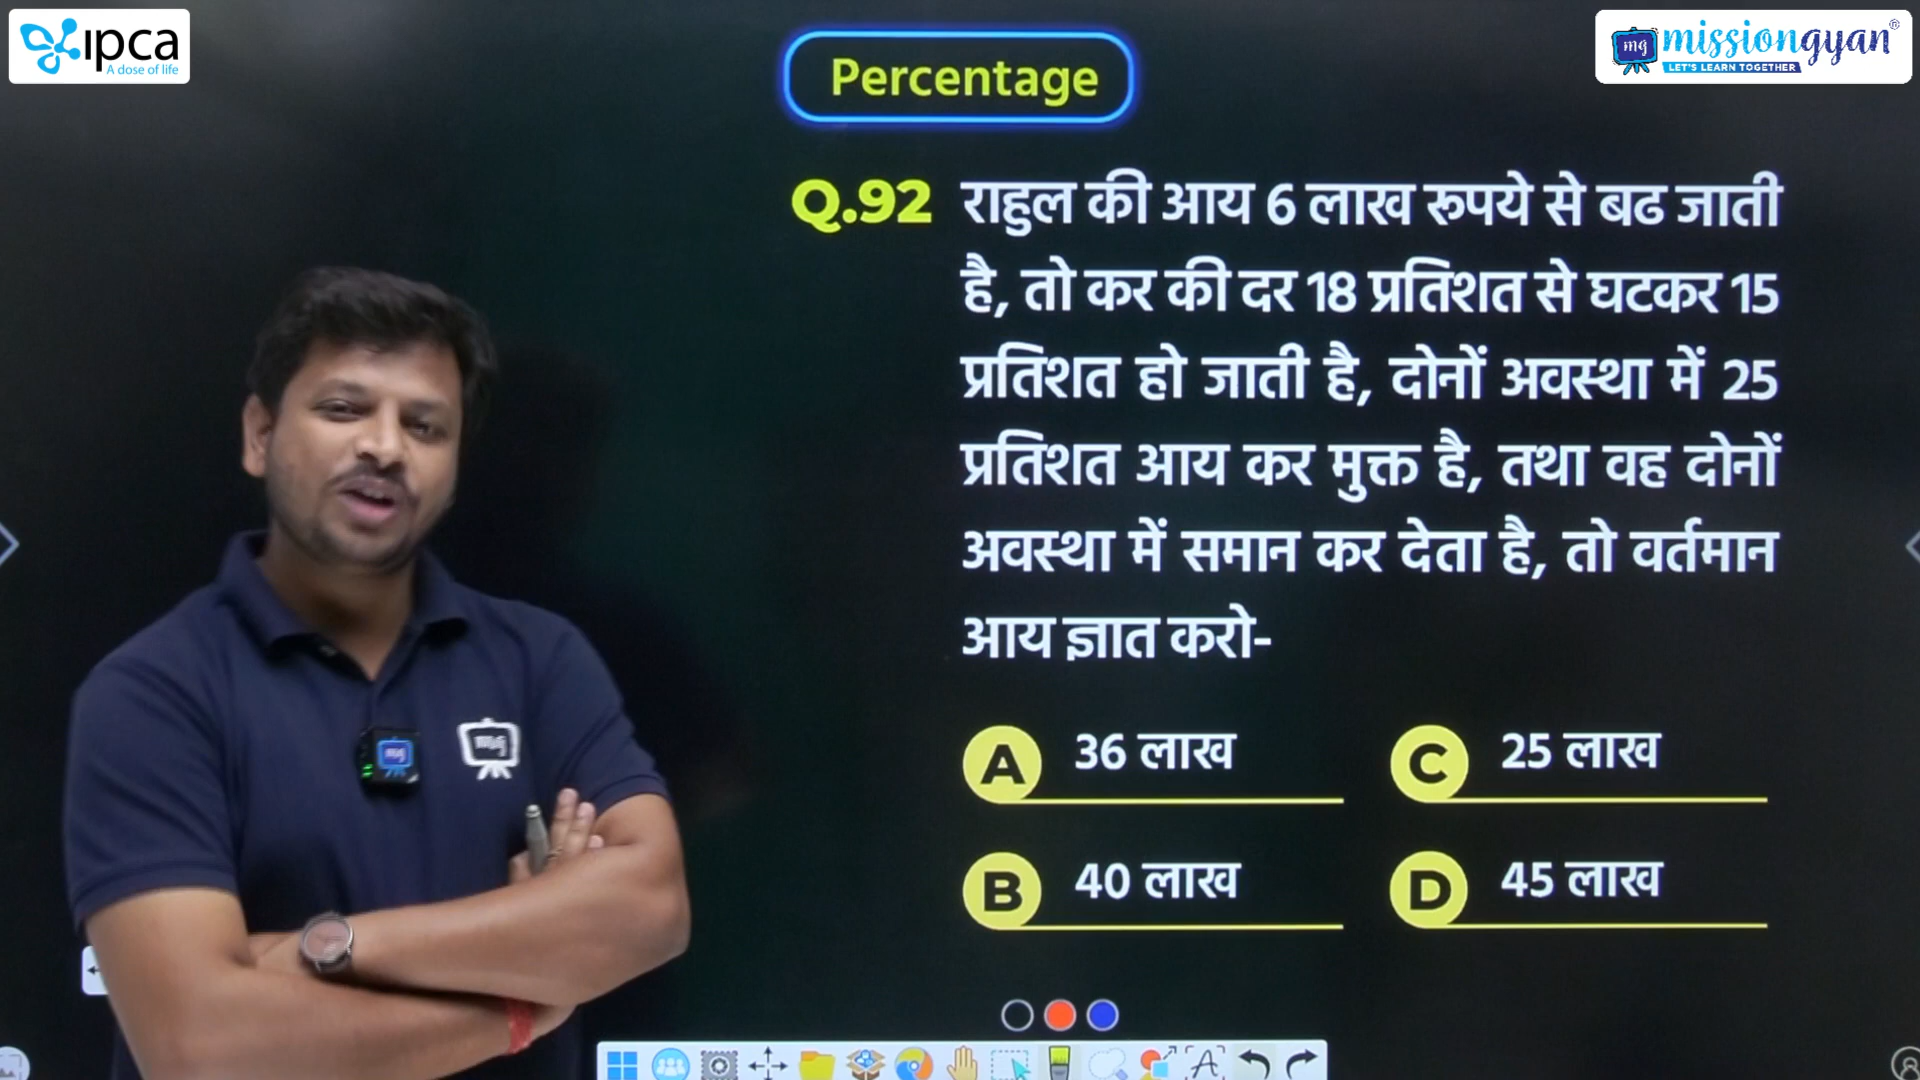 ipca
A dose of life
mg missiongyan®
LET'S LEARN TOGETHER
Percentage
Q.92 राहुल की आय 6 लाख रूपये से बढ जाती
है, तो कर की दर 18 प्रतिशत से घटकर 15
प्रतिशत हो जाती है, दोनों अवस्था में 25
प्रतिशत आय कर मुक्त है, तथा वह दोनों
अवस्था में समान कर देता है, तो वर्तमान
आय ज्ञात करो-
A 36 लाख
C 25 लाख
B 40 लाख
D 45 लाख
mg
mg
A